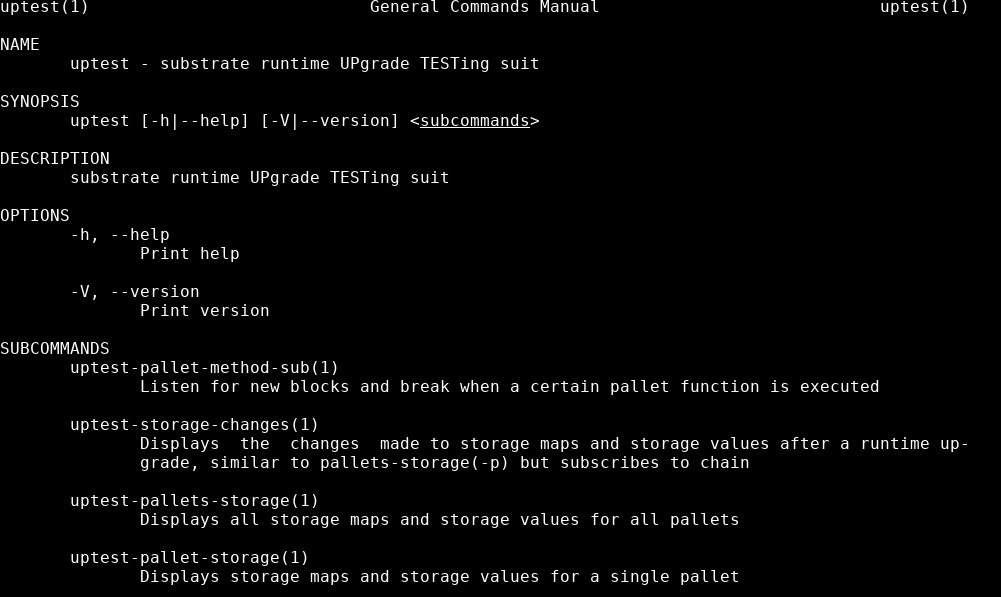 uptest(1) General Commands Manual uptest(1)
NAME
uptest - substrate runtime UPgrade TESTing suit
SYNOPSIS
uptest [-h|--help] [-V|--version] <subcommands>
DESCRIPTION
substrate runtime UPgrade TESTing suit
OPTIONS
-h, --help
Print help
-V, --version
Print version
SUBCOMMANDS
uptest-pallet-method-sub(1)
Listen for new blocks and break when a certain pallet function is executed
uptest-storage-changes(1)
Displays the changes made to storage maps and storage values after a runtime up-
grade, similar to pallets-storage(-p) but subscribes to chain
uptest-pallets-storage(1)
Displays all storage maps and storage values for all pallets
uptest-pallet-storage(1)
Displays storage maps and storage values for a single pallet